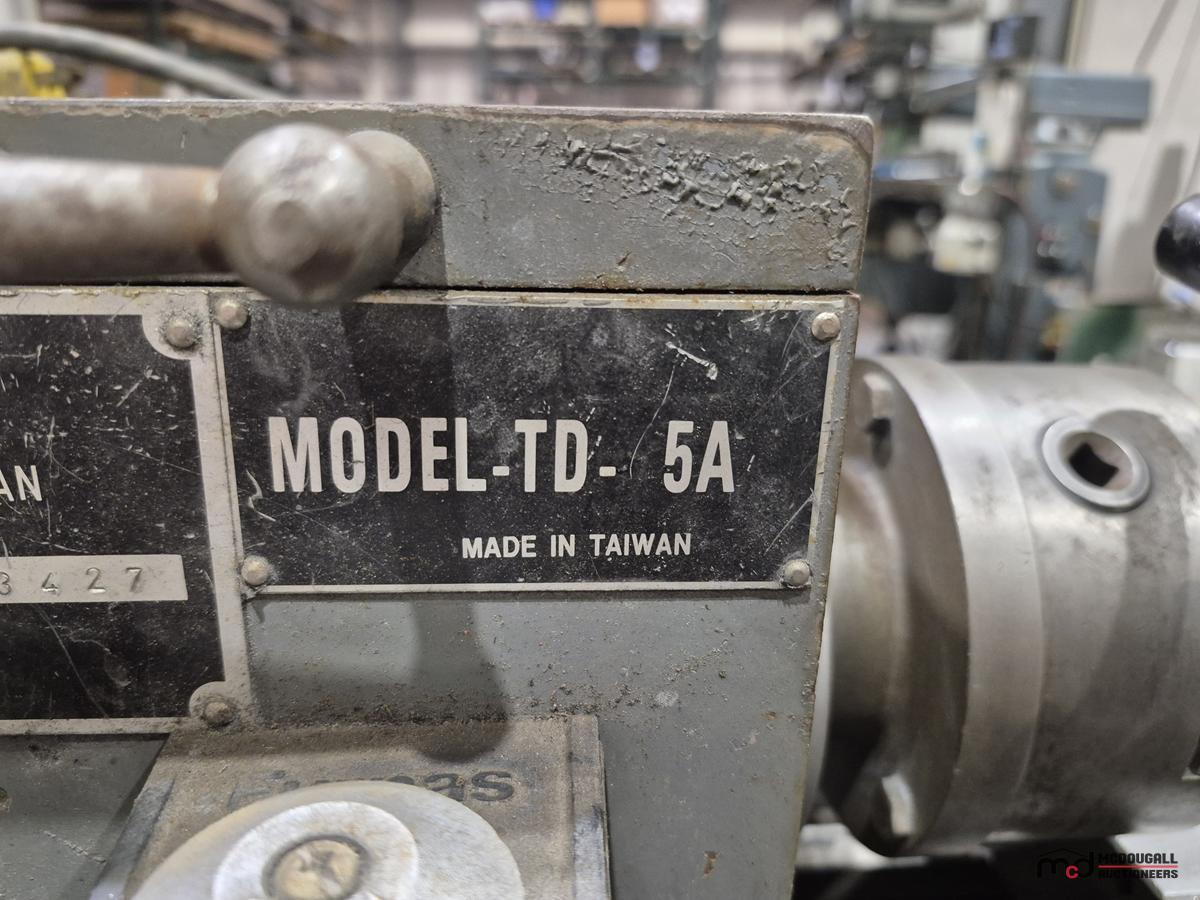 MODEL-TD- 5A
MADE IN TAIWAN
AN
3427
MCDOUGALL
AUCTIONEERS